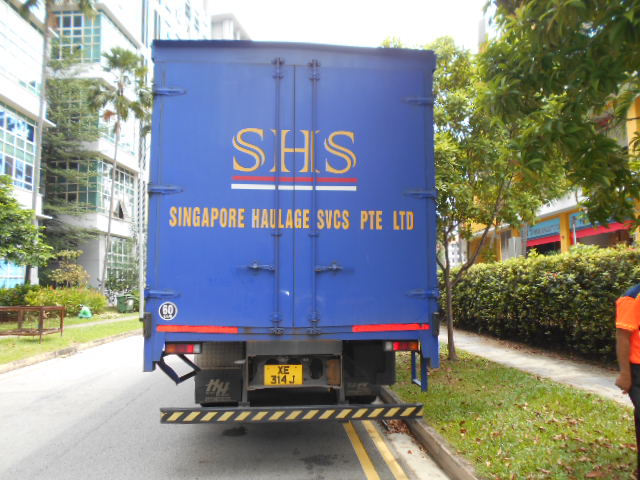 SHS
SINGAPORE HAULAGE SVCS PTE LTD
60
XE
314 J